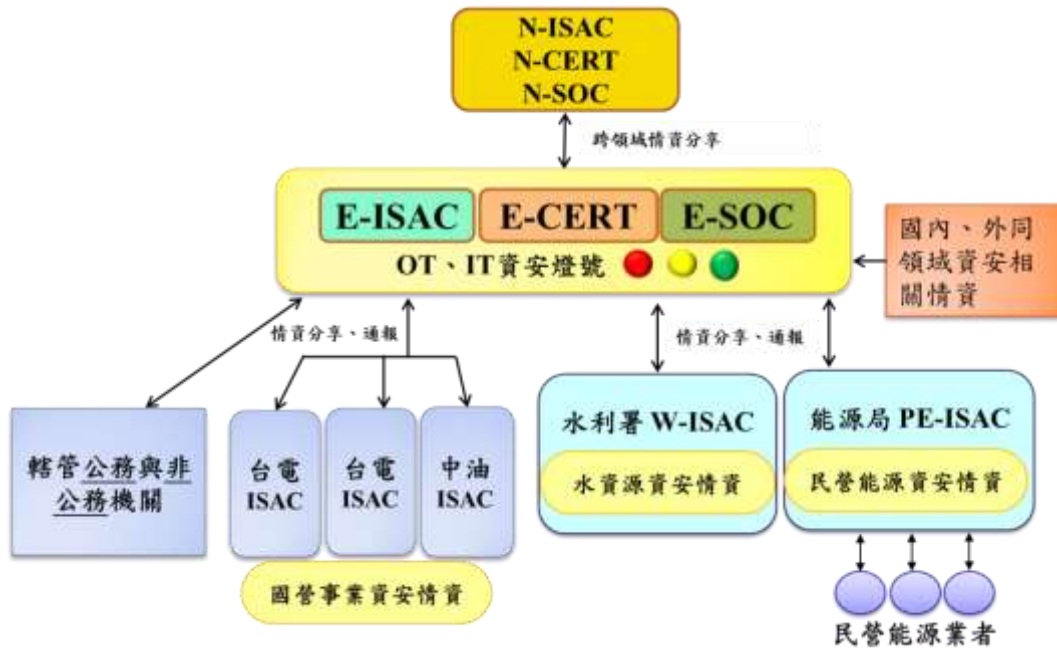 N-ISAC
N-CERT
N-SOC
跨領域情資分享
E-ISAC
E-CERT
E-SOC
OT、IT資安燈號
國內、外同
領域資安相
關情資
情資分享、通報
情資分享、通報
轄管公務與非
公務機關
台電
ISAC
台電
ISAC
中油
ISAC
國營事業資安情資
水利署 W-ISAC
水資源資安情資
能源局 PE-ISAC
民營能源資安情資
民營能源業者